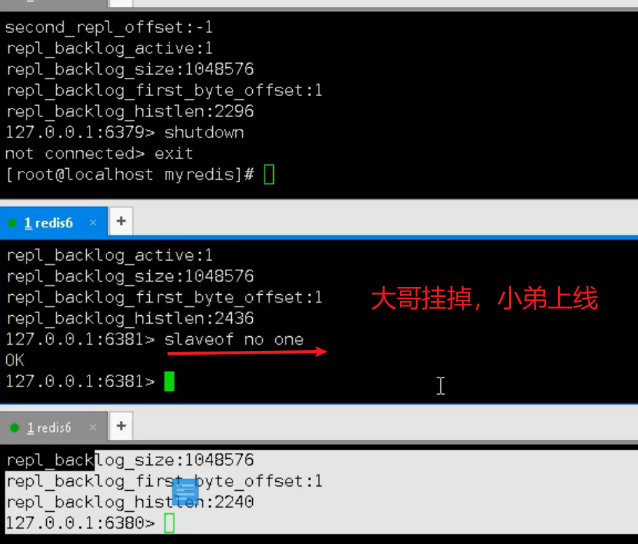 second_repl_offset:-1
repl_backlog_active:1
repl_backlog_size:1048576
repl_backlog_first_byte_offset:1
repl_backlog_histlen:2296
127.0.0.1:6379> shutdown
not connected> exit
[root@localhost myredis]#
1 redis6 × +
repl_backlog_active:1
repl_backlog_size:1048576
repl_backlog_first_byte_offset:1
大哥挂掉，小弟上线
repl_backlog_histlen:2436
127.0.0.1:6381> slaveof no one
OK
127.0.0.1:6381>
1 redis6 × +
repl_backlog_size:1048576
repl_backlog_first_byte_offset:1
repl_backlog_histlen:2240
127.0.0.1:6380>